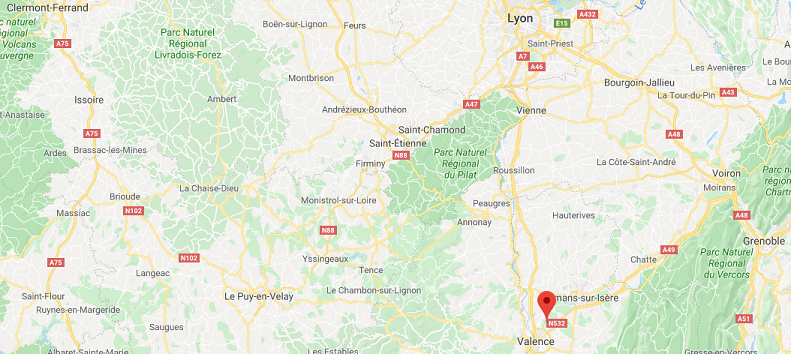 Clermont-Ferrand
Boën-sur-Lignon
Feurs
Lyon
A432
E15
Parc Naturel
Régional
Livradois-Forez
c naturel
régional
Volcans
uvergne
A75
Saint-Priest
A7
A46
Les Avenières
Le Bou
La Mo
Montbrison
Bourgoin-Jallieu
La Tour-du-Pin
A43
Issoire
Ambert
Andrézieux-Bouthéon
A47
Vienne
-Anastaise
A75
Saint-Chamond
Saint-Étienne
N88
A48
Ardes
Brassac-les-Mines
Firminy
Parc Naturel
Régional
du Pilat
Roussillon
La Côte-Saint-André
Voiron
Moirans
Parc n
rég
Chartr
Brioude
La Chaise-Dieu
Monistrol-sur-Loire
Peaugres
Massiac
N102
Annonay
Hauterives
A48
N88
Grenoble
A75
N102
Langeac
Yssingeaux
Tence
Chatte
A49
Parc Naturel
Régional
du Vercors
Saint-Flour
Ruynes-en-Margeride
Le Puy-en-Velay
Le Chambon-sur-Lignon
mans-sur-Isère
N532
A51
Saugues
Valence
Albaret-Sainte-Marie
Les Estables
Gresse-en-Vercors